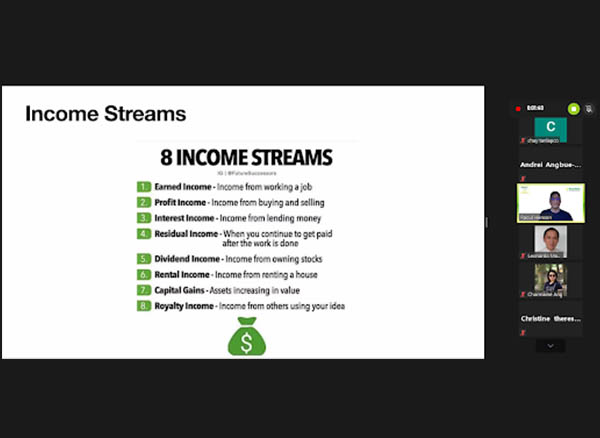 Income Streams
8 INCOME STREAMS
IG | @FutureSuccessors
1. Earned Income - Income from working a job
2. Profit Income - Income from buying and selling
3. Interest Income - Income from lending money
4. Residual Income - When you continue to get paid
after the work is done
5. Dividend Income - Income from owning stocks
6. Rental Income - Income from renting a house
7. Capital Gains - Assets increasing in value
8. Royalty Income - Income from others using your idea
$
C
Andrei Angbue-...
Leonardo
Charmaine Ang
Christine theres...